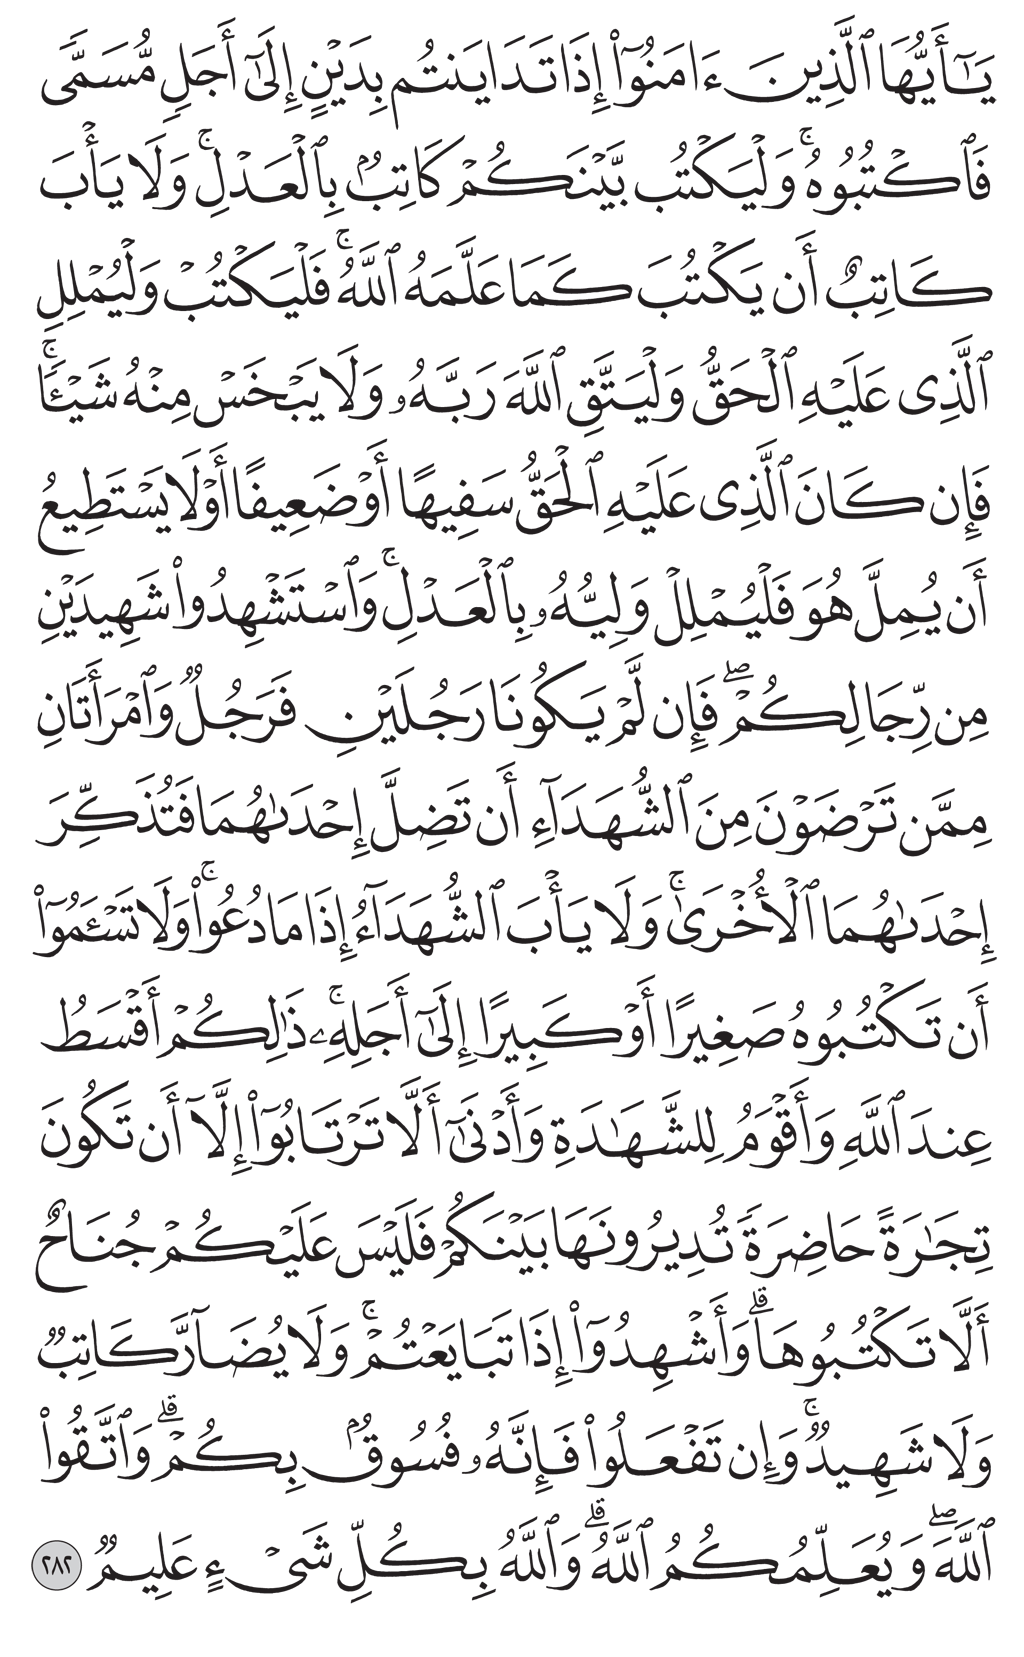 يَـٰٓأَيُّهَا ٱلَّذِينَ ءَامَنُوٓا۟ إِذَا تَدَايَنتُم بِدَيْنٍ إِلَىٰٓ أَجَلٍ مُّسَمًّى
فَٱكْتُبُوهُ ۚ وَلْيَكْتُب بَّيْنَكُمْ كَاتِبٌۢ بِٱلْعَدْلِ ۚ وَلَا يَأْبَ
كَاتِبٌ أَن يَكْتُبَ كَمَا عَلَّمَهُ ٱللَّهُ ۚ فَلْيَكْتُبْ وَلْيُمْلِلِ
ٱلَّذِى عَلَيْهِ ٱلْحَقُّ وَلْيَتَّقِ ٱللَّهَ رَبَّهُۥ وَلَا يَبْخَسْ مِنْهُ شَيْـًٔا ۚ
فَإِن كَانَ ٱلَّذِى عَلَيْهِ ٱلْحَقُّ سَفِيهًا أَوْ ضَعِيفًا أَوْ لَا يَسْتَطِيعُ
أَن يُمِلَّ هُوَ فَلْيُمْلِلْ وَلِيُّهُۥ بِٱلْعَدْلِ ۚ وَٱسْتَشْهِدُوا۟ شَهِيدَيْنِ
مِن رِّجَالِكُمْ ۖ فَإِن لَّمْ يَكُونَا رَجُلَيْنِ فَرَجُلٌ وَٱمْرَأَتَانِ
مِمَّن تَرْضَوْنَ مِنَ ٱلشُّهَدَآءِ أَن تَضِلَّ إِحْدَىٰهُمَا فَتُذَكِّرَ
إِحْدَىٰهُمَا ٱلْأُخْرَىٰ ۚ وَلَا يَأْبَ ٱلشُّهَدَآءُ إِذَا مَا دُعُوا۟ ۚ وَلَا تَسْـَٔمُوٓا۟
أَن تَكْتُبُوهُ صَغِيرًا أَوْ كَبِيرًا إِلَىٰٓ أَجَلِهِۦ ۚ ذَٰلِكُمْ أَقْسَطُ
عِندَ ٱللَّهِ وَأَقْوَمُ لِلشَّهَـٰدَةِ وَأَدْنَىٰٓ أَلَّا تَرْتَابُوٓا۟ ۖ إِلَّآ أَن تَكُونَ
تِجَـٰرَةً حَاضِرَةً تُدِيرُونَهَا بَيْنَكُمْ فَلَيْسَ عَلَيْكُمْ جُنَاحٌ
أَلَّا تَكْتُبُوهَا ۗ وَأَشْهِدُوٓا۟ إِذَا تَبَايَعْتُمْ ۚ وَلَا يُضَآرَّ كَاتِبٌ
وَلَا شَهِيدٌ ۚ وَإِن تَفْعَلُوا۟ فَإِنَّهُۥ فُسُوقٌۢ بِكُمْ ۗ وَٱتَّقُوا۟
ٱللَّهَ ۖ وَيُعَلِّمُكُمُ ٱللَّهُ ۗ وَٱللَّهُ بِكُلِّ شَىْءٍ عَلِيمٌ ٢٨٢